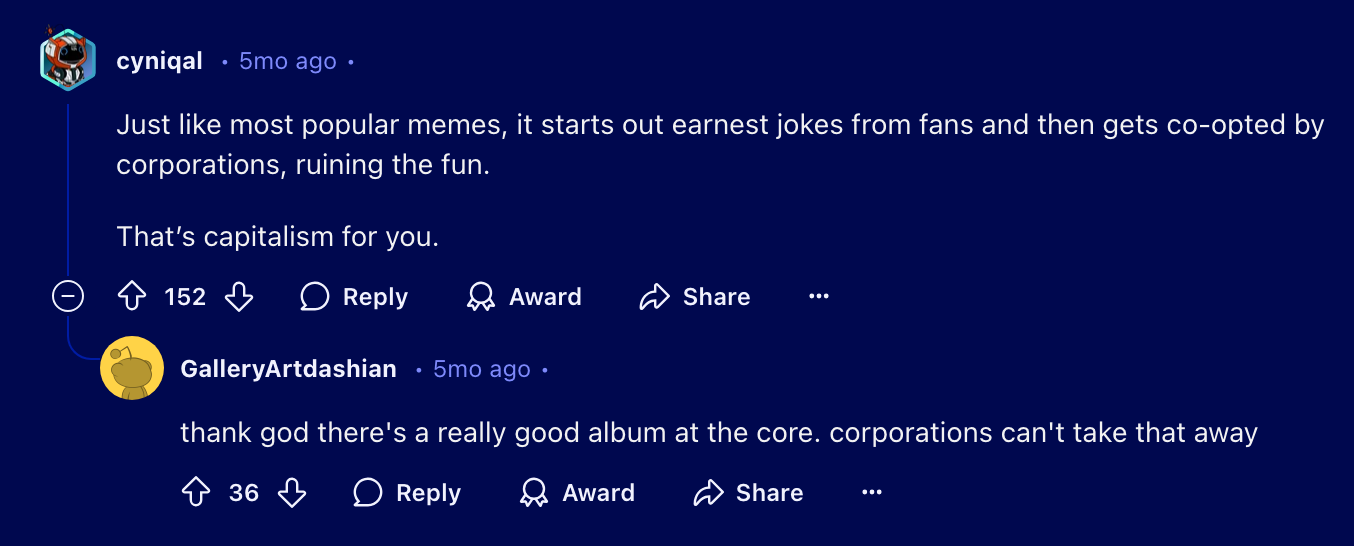 cyniqal • 5mo ago •
Just like most popular memes, it starts out earnest jokes from fans and then gets co-opted by
corporations, ruining the fun.
That’s capitalism for you.
152 Reply Award Share ...
GalleryArtdashian • 5mo ago •
thank god there's a really good album at the core. corporations can't take that away
36 Reply Award Share ...